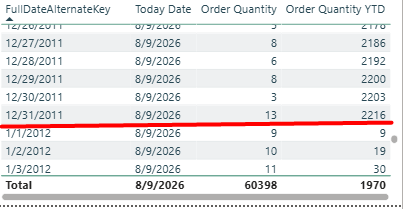 FullDateAlternateKey Today Date Order Quantity Order Quantity YTD
12/26/2011 8/9/2026 5 2178
12/27/2011 8/9/2026 8 2186
12/28/2011 8/9/2026 6 2192
12/29/2011 8/9/2026 8 2200
12/30/2011 8/9/2026 3 2203
12/31/2011 8/9/2026 13 2216
1/1/2012 8/9/2026 9 9
1/2/2012 8/9/2026 10 19
1/3/2012 8/9/2026 11 30
Total 8/9/2026 60398 1970